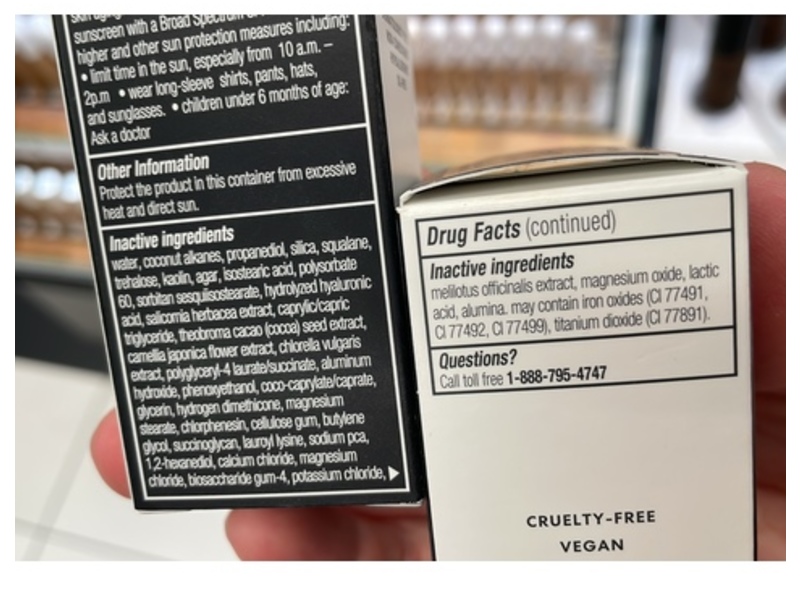 sunscreen with a Broad Spectrum
higher and other sun protection measures including:
• limit time in the sun, especially from 10 a.m. –
2p.m • wear long-sleeve shirts, pants, hats,
and sunglasses. • children under 6 months of age:
Ask a doctor
Other Information
Protect the product in this container from excessive
heat and direct sun.
Inactive ingredients
water, coconut alkanes, propanediol, silica, squalane,
trehalose, kaolin, agar, isostearic acid, polysorbate
60, sorbitan sesquiisostearate, hydrolyzed hyaluronic
acid, salicornia herbacea extract, caprylic/capric
triglyceride, theobroma cacao (cocoa) seed extract,
camellia japonica flower extract, chlorella vulgaris
extract, polyglyceryl-4 laurate/succinate, aluminum
hydroxide, phenoxyethanol, coco-caprylate/caprate,
glycerin, hydrogen dimethicone, magnesium
stearate, chlorphenesin, cellulose gum, butylene
glycol, succinoglycan, lauroyl lysine, sodium pca,
1,2-hexanediol, calcium chloride, magnesium
chloride, biosaccharide gum-4, potassium chloride,
Drug Facts (continued)
Inactive ingredients
melilotus officinalis extract, magnesium oxide, lactic
acid, alumina. may contain iron oxides (CI 77491,
CI 77492, CI 77499), titanium dioxide (CI 77891).
Questions?
Call toll free 1-888-795-4747
CRUELTY-FREE
VEGAN